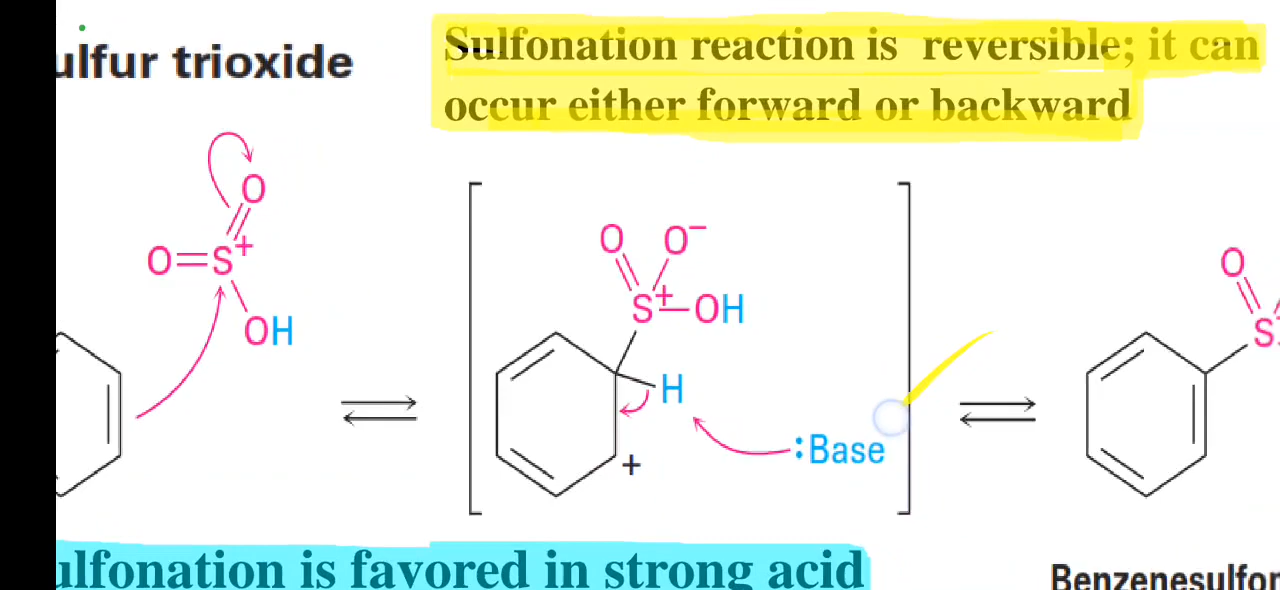 ulfur trioxide
Sulfonation reaction is reversible; it can
occur either forward or backward
O
O=S+
OH
O O−
S+−OH
H
+
:Base
O
S
ulfonation is favored in strong acid
Benzenesulfon